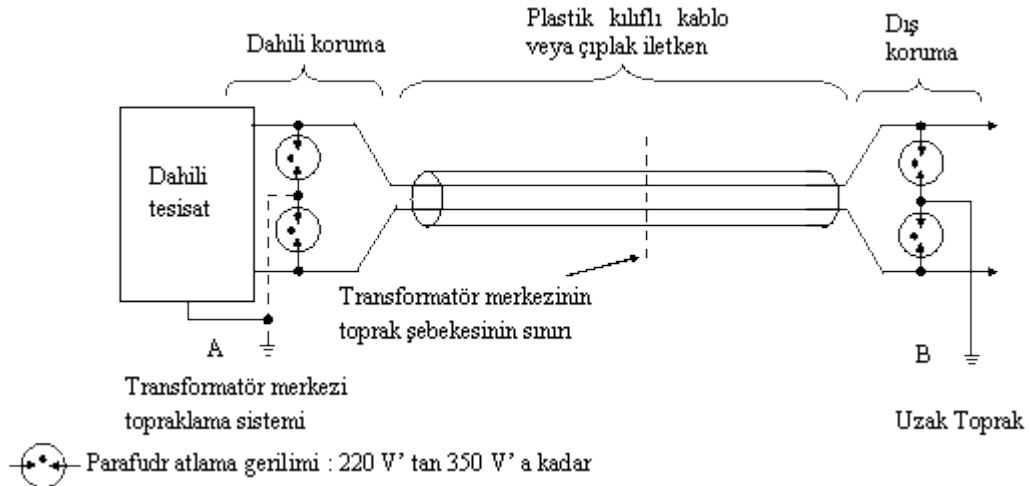 Plastik kılıflı kablo
veya çıplak iletken
Dahili koruma
Dış
koruma
Dahili
tesisat
Transformatör merkezinin
toprak şebekesinin sınırı
A
B
Transformatör merkezi
topraklama sistemi
Uzak Toprak
Parafudr atlama gerilimi : 220 V' tan 350 V' a kadar